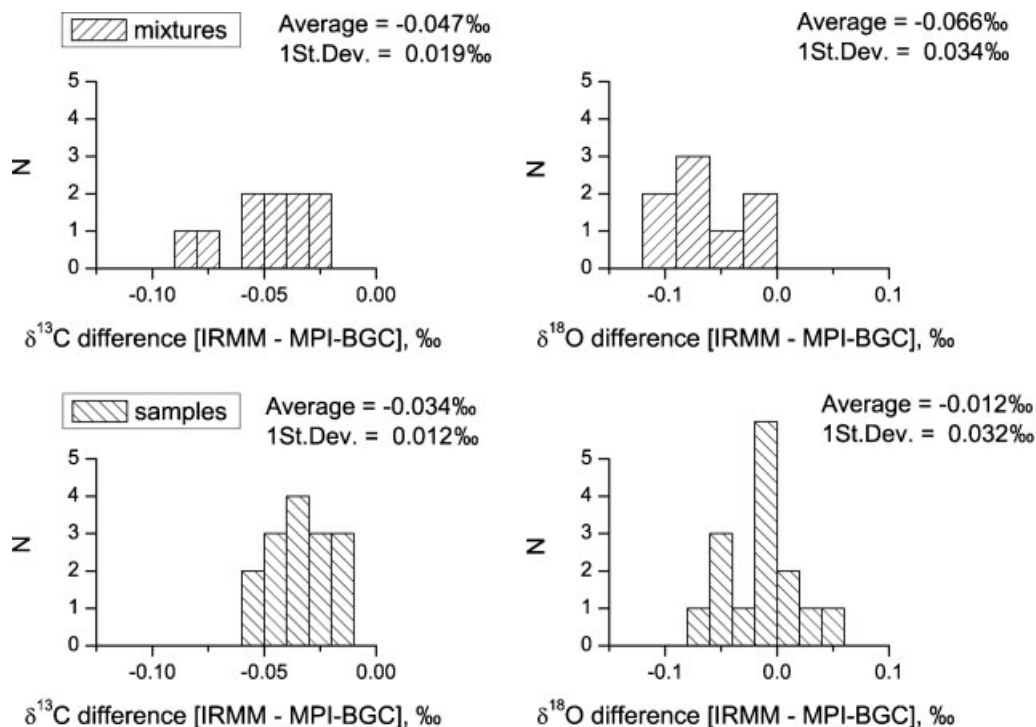 mixtures
Average = -0.047‰
1St.Dev. = 0.019‰
5
4
3
2
1
0
N
-0.10
-0.05
0.00
δ¹³C difference [IRMM - MPI-BGC], ‰
-0.066‰
Average =
1St.Dev. = 0.034‰
5
4
3
2
1
0
N
-0.1
0.0
0.1
δ¹⁸O difference [IRMM - MPI-BGC], ‰
samples
Average = -0.034‰
1St.Dev. = 0.012‰
5
4
3
2
1
0
N
-0.10
-0.05
0.00
δ¹³C difference [IRMM - MPI-BGC], ‰
Average = -0.012‰
1St.Dev. = 0.032‰
5
4
3
2
1
0
N
-0.1
0.0
0.1
δ¹⁸O difference [IRMM - MPI-BGC], ‰